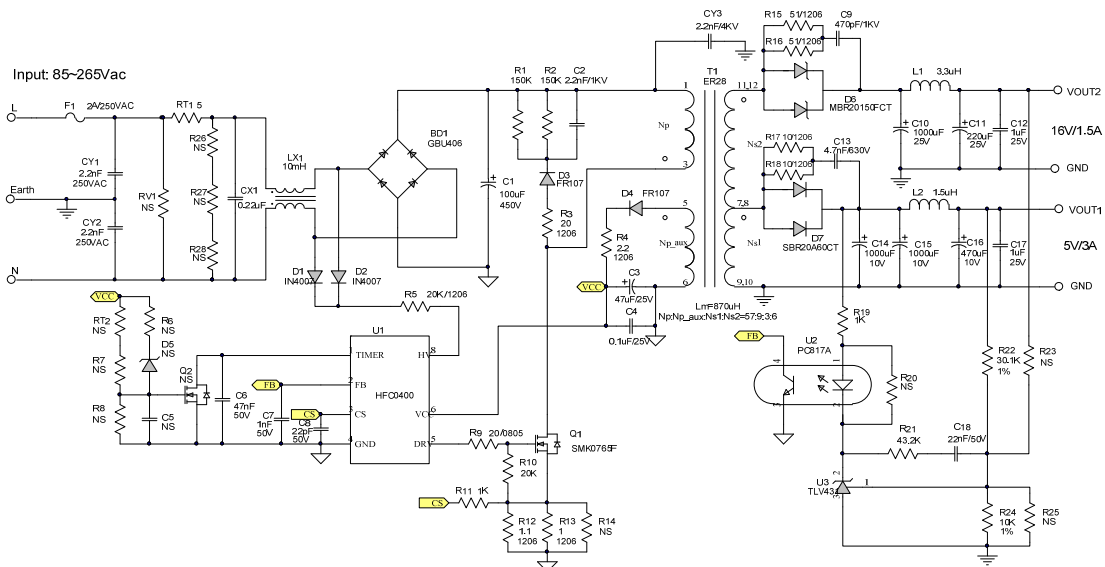 Input: 85~265Vac
L
F1 2A/250VAC
RT1 5
CY1
2.2nF
250VAC
Earth
CY2
2.2nF
250VAC
N
RV1
NS
R26
NS
R27
NS
R28
NS
CX1
0.22uF
LX1
10mH
BD1
GBU406
C1
100uF
450V
R1
150K
R2
150K
C2
2.2nF/1KV
D3
FR107
R3
20
1206
CY3
2.2nF/4KV
T1
ER28
1
Np
3
5
Np_aux
6
11,12
Ns2
7,8
Ns1
9,10
Lm=870uH
Np:Np_aux:Ns1:Ns2=57:9:3:6
D4 FR107
R4
2.2
1206
VCC
C3
47uF/25V
C4
0.1uF/25V
R15 51/1206
R16 51/1206
C9
470pF/1KV
D6
MBR20150FCT
R17 10/1206
R18 10/1206
C13
4.7nF/630V
D7
SBR20A60CT
L1 3.3uH
C10
1000uF
25V
C11
220uF
25V
C12
1uF
25V
VOUT2
16V/1.5A
GND
L2 1.5uH
VOUT1
5V/3A
GND
C14
1000uF
10V
C15
1000uF
10V
C16
470uF
10V
C17
1uF
25V
D1
IN4007
D2
IN4007
R5 20K/1206
VCC
RT2
NS
R6
NS
D5
NS
R7
NS
R8
NS
C5
NS
Q2
NS
C6
47nF
50V
FB
C7
1nF
50V
CS
C8
22pF
50V
U1
HFC0400
1 TIMER
2 FB
3 CS
4 GND
HV 8
VCC 6
DRV 5
R9 20/0805
R10
20K
Q1
SMK0765F
CS
R11 1K
R12
1.1
1206
R13
1
1206
R14
NS
FB
U2
PC817A
4
3
1
2
R19
1K
R20
NS
R21
43.2K
C18
22nF/50V
R22
30.1K
1%
R23
NS
U3
TLV431
2
1
3
R24
10K
1%
R25
NS